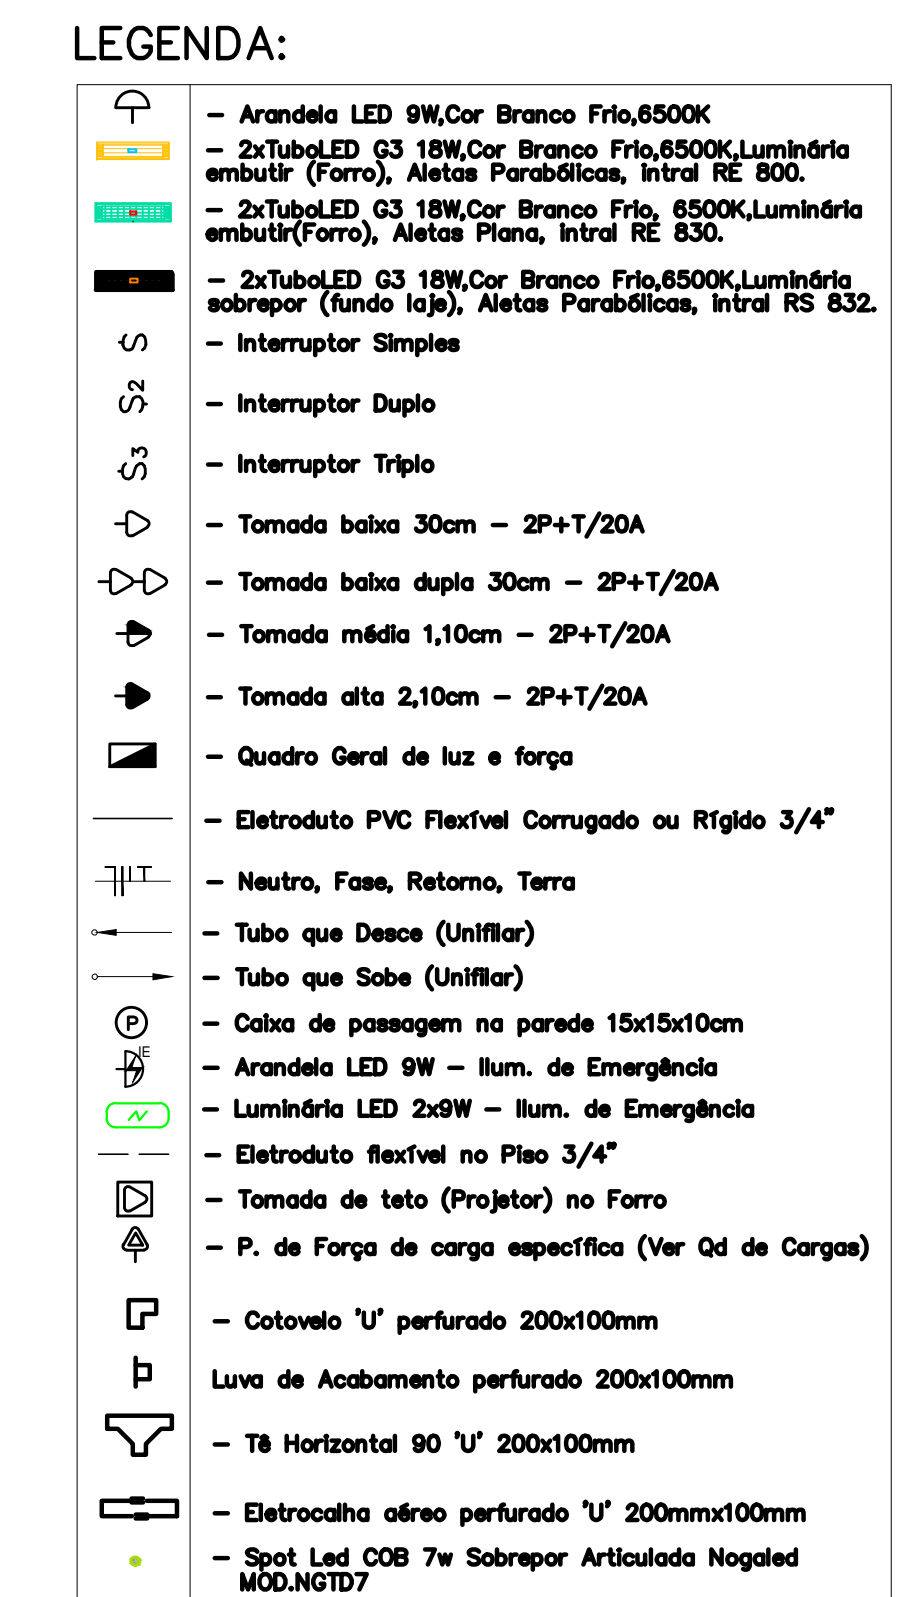 LEGENDA:
- Arandela LED 9W,Cor Branco Frio,6500K
- 2xTuboLED G3 18W,Cor Branco Frio,6500K,Luminária
embutir (Forro), Aletas Parabólicas, intral RE 800.
- 2xTuboLED G3 18W,Cor Branco Frio, 6500K,Luminária
embutir(Forro), Aletas Plana, intral RE 830.
- 2xTuboLED G3 18W,Cor Branco Frio,6500K,Luminária
sobrepor (fundo laje), Aletas Parabólicas, intral RS 832.
S - Interruptor Simples
S2 - Interruptor Duplo
S3 - Interruptor Triplo
- Tomada baixa 30cm - 2P+T/20A
- Tomada baixa dupla 30cm - 2P+T/20A
- Tomada média 1,10cm - 2P+T/20A
- Tomada alta 2,10cm - 2P+T/20A
- Quadro Geral de luz e força
- Eletroduto PVC Flexível Corrugado ou Rígido 3/4"
- Neutro, Fase, Retorno, Terra
- Tubo que Desce (Unifilar)
- Tubo que Sobe (Unifilar)
P - Caixa de passagem na parede 15x15x10cm
IE - Arandela LED 9W - Ilum. de Emergência
- Luminária LED 2x9W - Ilum. de Emergência
- Eletroduto flexível no Piso 3/4"
- Tomada de teto (Projetor) no Forro
- P. de Força de carga específica (Ver Qd de Cargas)
- Cotovelo 'U' perfurado 200x100mm
Luva de Acabamento perfurado 200x100mm
- Tê Horizontal 90 'U' 200x100mm
- Eletrocalha aéreo perfurado 'U' 200mmx100mm
- Spot Led COB 7w Sobrepor Articulada Nogaled
MOD.NGTD7